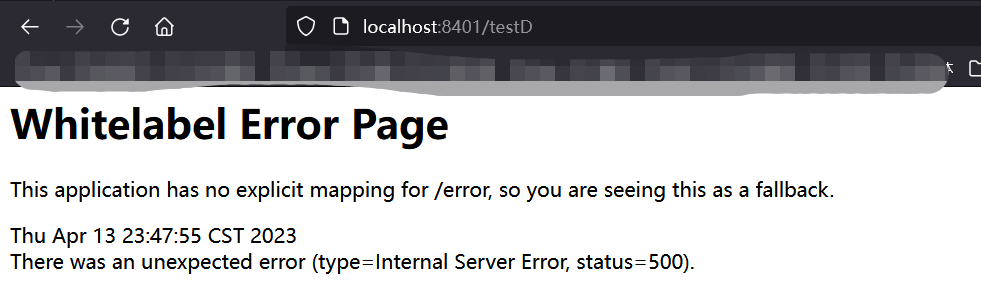 localhost:8401/testD
Whitelabel Error Page
This application has no explicit mapping for /error, so you are seeing this as a fallback.
Thu Apr 13 23:47:55 CST 2023
There was an unexpected error (type=Internal Server Error, status=500).